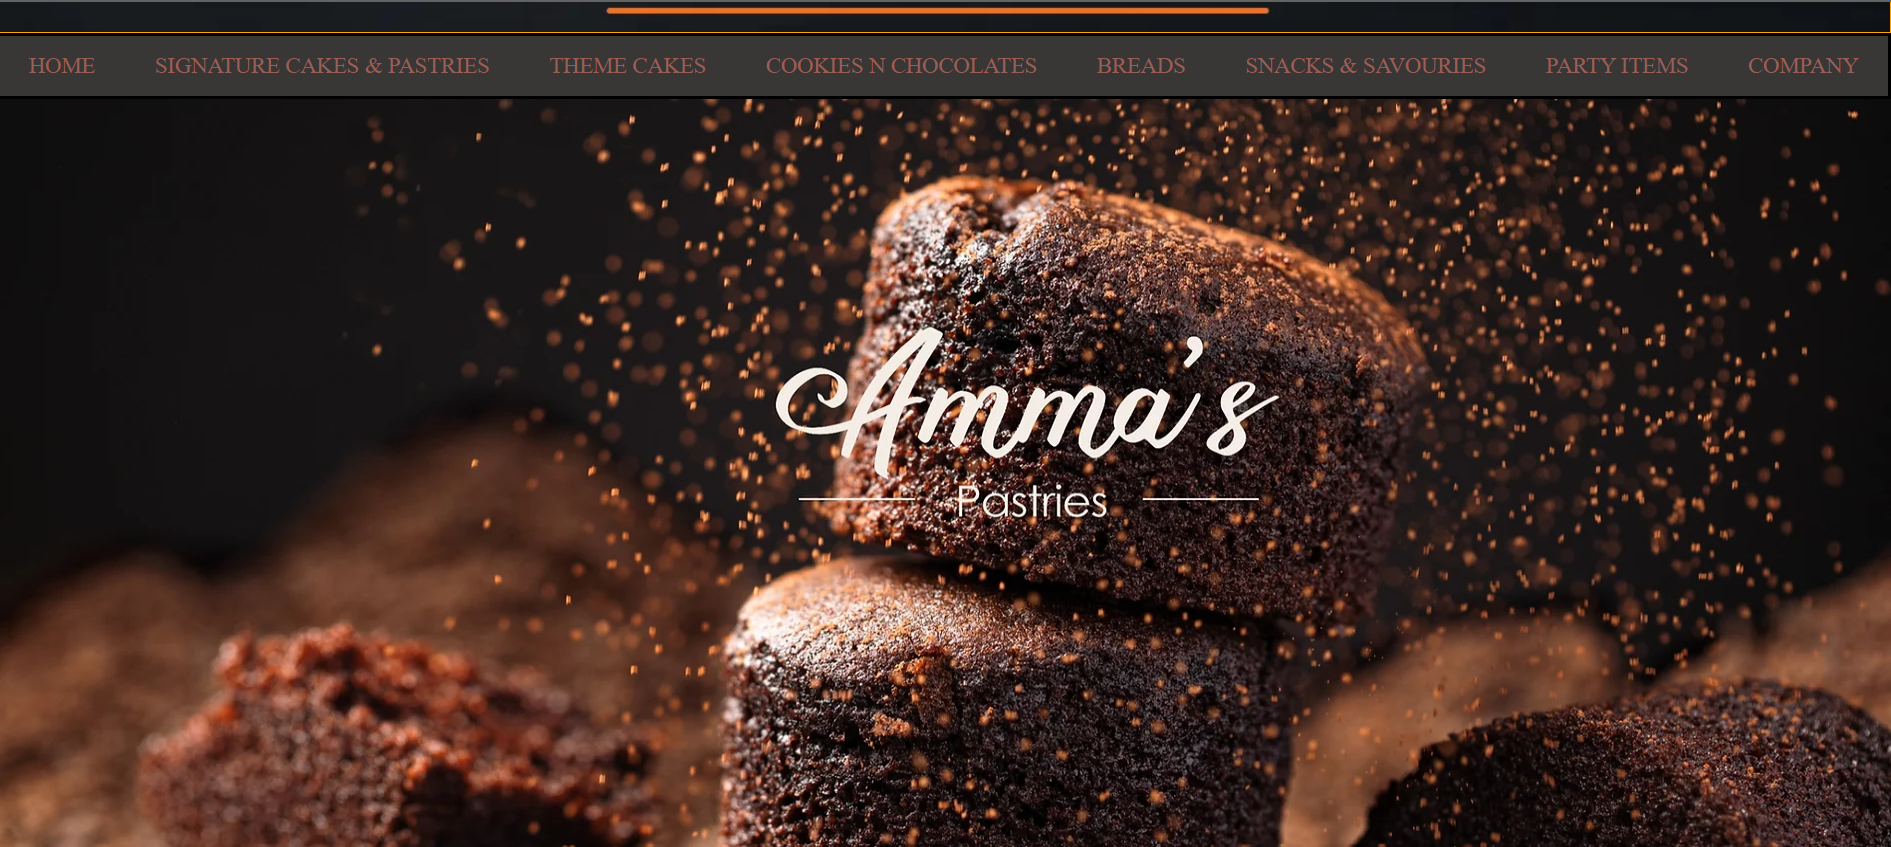 HOME SIGNATURE CAKES & PASTRIES THEME CAKES COOKIES N CHOCOLATES BREADS SNACKS & SAVOURIES PARTY ITEMS COMPANY
Amma's
Pastries